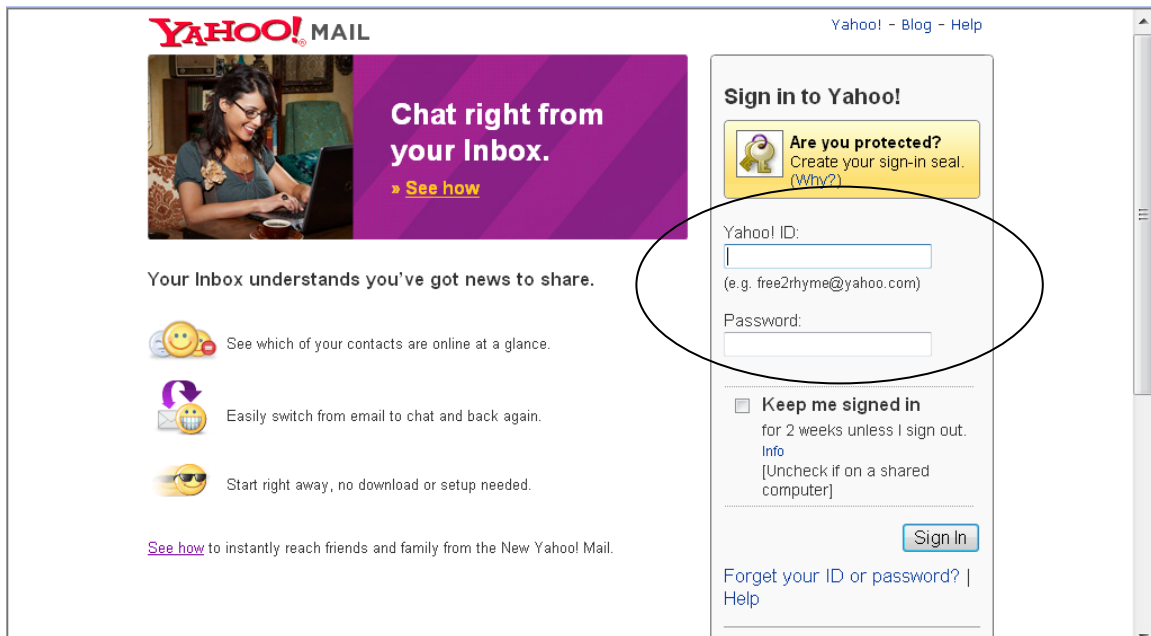 YAHOO! MAIL
Yahoo! - Blog - Help
Chat right from
your Inbox.
» See how
Your Inbox understands you've got news to share.
See which of your contacts are online at a glance.
Easily switch from email to chat and back again.
Start right away, no download or setup needed.
See how to instantly reach friends and family from the New Yahoo! Mail.
Sign in to Yahoo!
Are you protected?
Create your sign-in seal.
(Why?)
Yahoo! ID:
(e.g. free2rhyme@yahoo.com)
Password:
Keep me signed in
for 2 weeks unless I sign out.
Info
[Uncheck if on a shared
computer]
Sign In
Forget your ID or password? |
Help